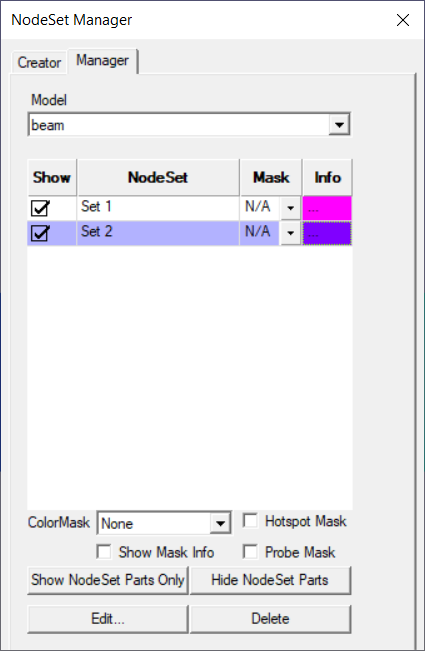 NodeSet Manager
Creator Manager
Model
beam
Show NodeSet Mask Info
Set 1 N/A ...
Set 2 N/A ...
ColorMask None Hotspot Mask
Show Mask Info Probe Mask
Show NodeSet Parts Only Hide NodeSet Parts
Edit... Delete